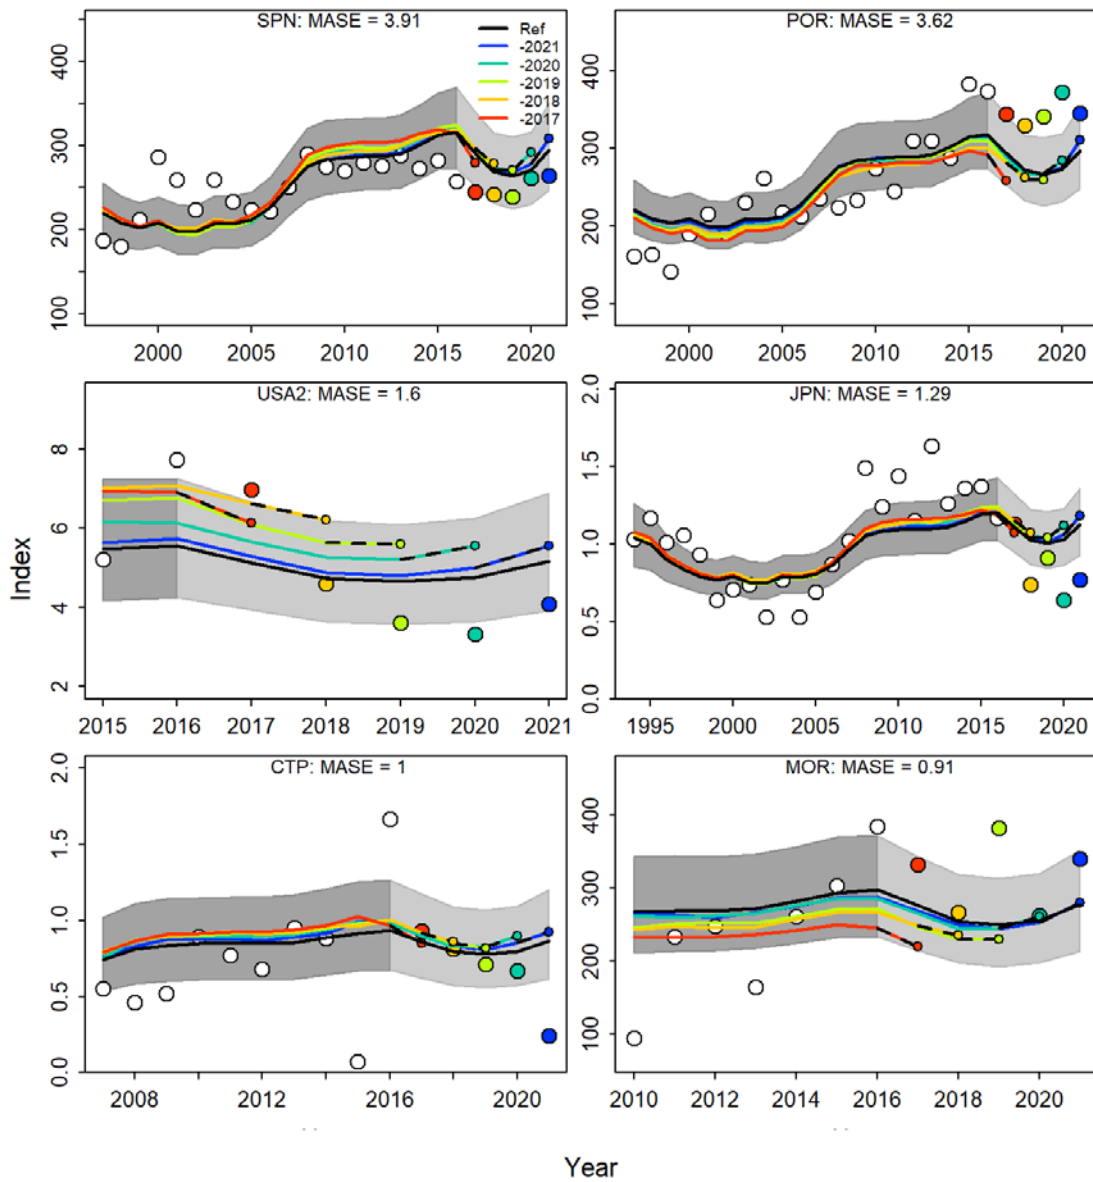 SPN: MASE = 3.91
Ref
-2021
-2020
-2019
-2018
-2017
400
300
200
100
2000 2005 2010 2015 2020
POR: MASE = 3.62
400
300
200
100
2000 2005 2010 2015 2020
USA2: MASE = 1.6
8
6
4
2
2015 2016 2017 2018 2019 2020 2021
JPN: MASE = 1.29
2.0
1.5
1.0
0.5
0.0
1995 2000 2005 2010 2015 2020
Index
CTP: MASE = 1
2.0
1.5
1.0
0.5
0.0
2008 2012 2016 2020
MOR: MASE = 0.91
400
300
200
100
2010 2012 2014 2016 2018 2020
Year